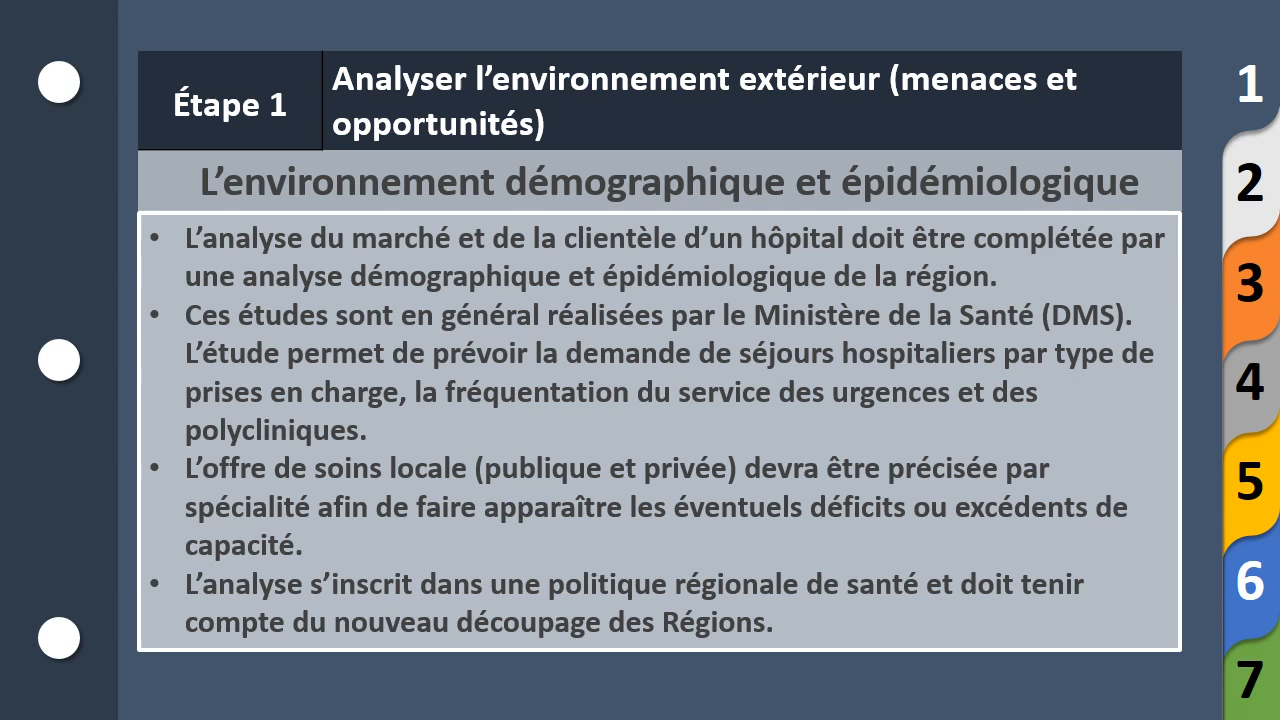 Étape 1
Analyser l’environnement extérieur (menaces et
opportunités)
L’environnement démographique et épidémiologique
• L’analyse du marché et de la clientèle d’un hôpital doit être complétée par
une analyse démographique et épidémiologique de la région.
• Ces études sont en général réalisées par le Ministère de la Santé (DMS).
L’étude permet de prévoir la demande de séjours hospitaliers par type de
prises en charge, la fréquentation du service des urgences et des
polycliniques.
• L’offre de soins locale (publique et privée) devra être précisée par
spécialité afin de faire apparaître les éventuels déficits ou excédents de
capacité.
• L’analyse s’inscrit dans une politique régionale de santé et doit tenir
compte du nouveau découpage des Régions.
1
2
3
4
5
6
7